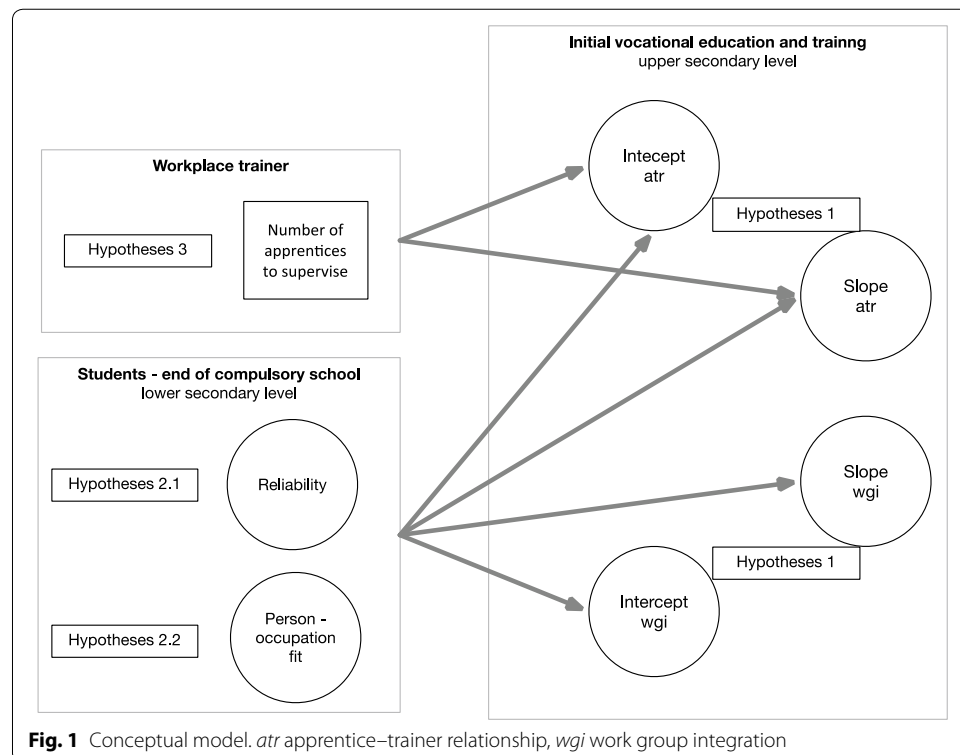 Initial vocational education and trainng
upper secondary level
Intecept
atr
Hypotheses 1
Slope
atr
Workplace trainer
Hypotheses 3
Number of
apprentices
to supervise
Students - end of compulsory school
lower secondary level
Hypotheses 2.1
Reliability
Hypotheses 2.2
Person -
occupation
fit
Slope
wgi
Hypotheses 1
Intercept
wgi
Fig. 1 Conceptual model. atr apprentice–trainer relationship, wgi work group integration